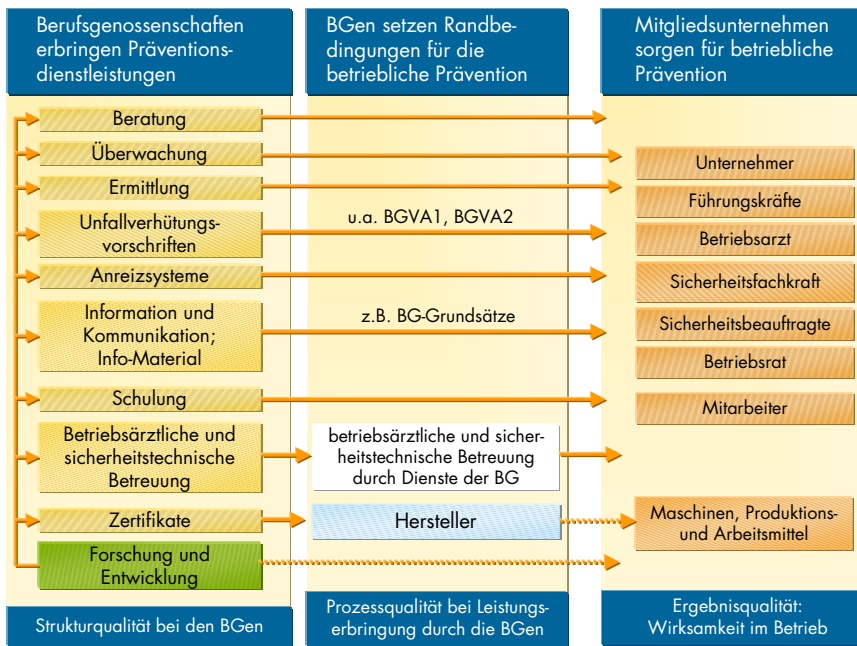 Berufsgenossenschaften
erbringen Präventions-
dienstleistungen
Beratung
Überwachung
Ermittlung
Unfallverhütungs-
vorschriften
Anreizsysteme
Information und
Kommunikation;
Info-Material
Schulung
Betriebsärztliche und
sicherheitstechnische
Betreuung
Zertifikate
Forschung und
Entwicklung
Strukturqualität bei den BGen
BGen setzen Randbe-
dingungen für die
betriebliche Prävention
u.a. BGVA1, BGVA2
z.B. BG-Grundsätze
betriebsärztliche und sicher-
heitstechnische Betreuung
durch Dienste der BG
Hersteller
Prozessqualität bei Leistungs-
erbringung durch die BGen
Mitgliedsunternehmen
sorgen für betriebliche
Prävention
Unternehmer
Führungskräfte
Betriebsarzt
Sicherheitsfachkraft
Sicherheitsbeauftragte
Betriebsrat
Mitarbeiter
Maschinen, Produktions-
und Arbeitsmittel
Ergebnisqualität:
Wirksamkeit im Betrieb